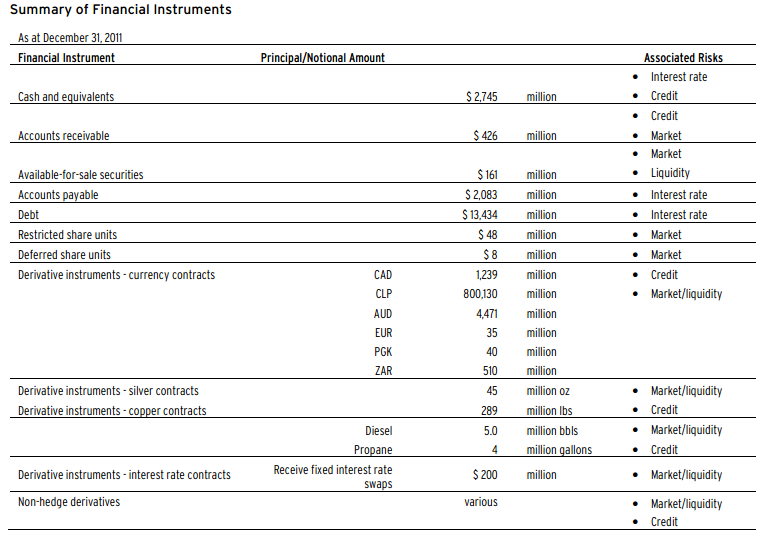 Summary of Financial Instruments
As at December 31, 2011
Financial Instrument Principal/Notional Amount Associated Risks
• Interest rate
Cash and equivalents $ 2,745 million • Credit
• Credit
Accounts receivable $ 426 million • Market
• Market
Available-for-sale securities $ 161 million • Liquidity
Accounts payable $ 2,083 million • Interest rate
Debt $ 13,434 million • Interest rate
Restricted share units $ 48 million • Market
Deferred share units $ 8 million • Market
Derivative instruments - currency contracts CAD 1,239 million • Credit
CLP 800,130 million • Market/liquidity
AUD 4,471 million
EUR 35 million
PGK 40 million
ZAR 510 million
Derivative instruments - silver contracts 45 million oz • Market/liquidity
Derivative instruments - copper contracts 289 million lbs • Credit
Diesel 5.0 million bbls • Market/liquidity
Propane 4 million gallons • Credit
Derivative instruments - interest rate contracts Receive fixed interest rate swaps $ 200 million • Market/liquidity
Non-hedge derivatives various • Market/liquidity
• Credit